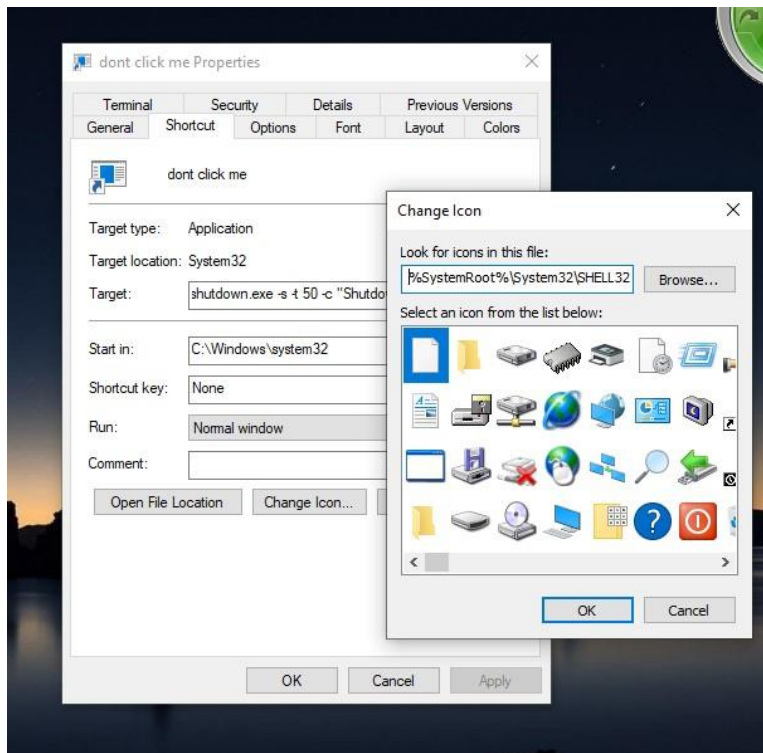 dont click me Properties
Terminal Security Details Previous Versions
General Shortcut Options Font Layout Colors
dont click me
Target type: Application
Target location: System32
Target: shutdown.exe -s -t 50 -c "Shutdo
Start in: C:\Windows\system32
Shortcut key: None
Run: Normal window
Comment:
Open File Location Change Icon...
OK Cancel Apply
Change Icon
Look for icons in this file:
%SystemRoot%\System32\SHELL32 Browse...
Select an icon from the list below:
OK Cancel